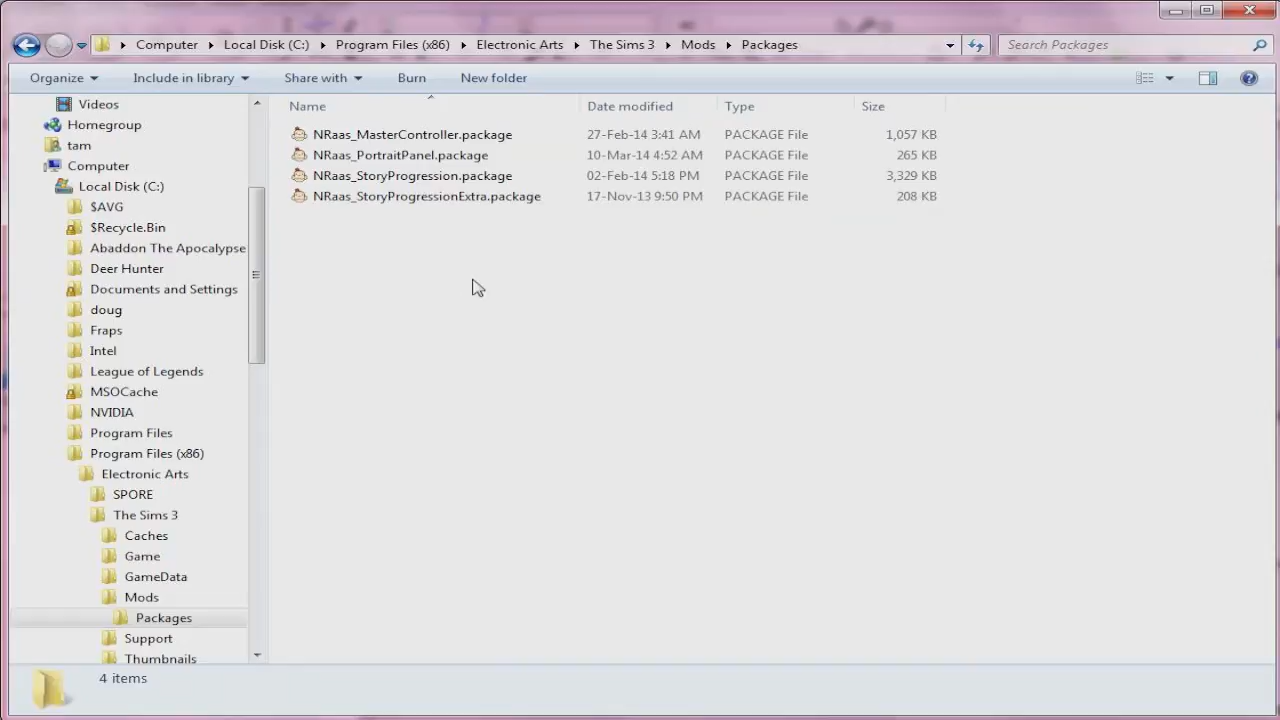 Computer Local Disk (C:) Program Files (x86) Electronic Arts The Sims 3 Mods Packages Search Packages
Organize Include in library Share with Burn New folder
Name Date modified Type Size
NRaas_MasterController.package 27-Feb-14 3:41 AM PACKAGE File 1,057 KB
NRaas_PortraitPanel.package 10-Mar-14 4:52 AM PACKAGE File 265 KB
NRaas_StoryProgression.package 02-Feb-14 5:18 PM PACKAGE File 3,329 KB
NRaas_StoryProgressionExtra.package 17-Nov-13 9:50 PM PACKAGE File 208 KB
Videos
Homegroup
tam
Computer
Local Disk (C:)
$AVG
$Recycle.Bin
Abaddon The Apocalypse
Deer Hunter
Documents and Settings
doug
Fraps
Intel
League of Legends
MSOCache
NVIDIA
Program Files
Program Files (x86)
Electronic Arts
SPORE
The Sims 3
Caches
Game
GameData
Mods
Packages
Support
Thumbnails
4 items